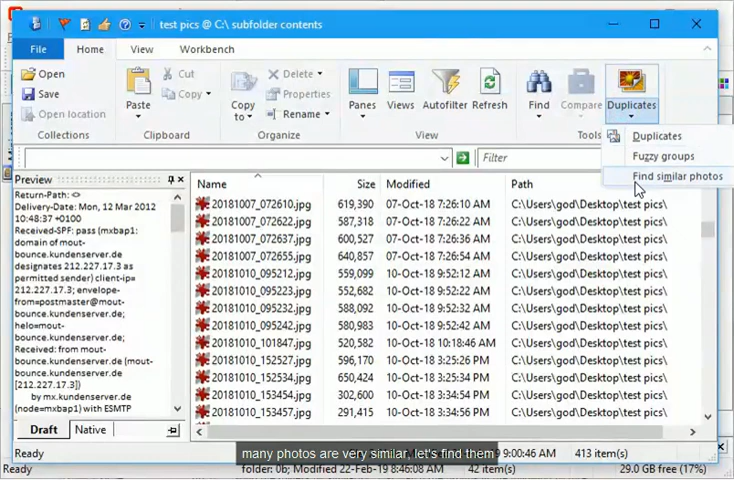 test pics @ C:\ subfolder contents
File Home View Workbench
Open
Save
Open location
Collections
Paste
Cut
Copy
Clipboard
Copy to
Delete
Properties
Rename
Organize
Panes Views Autofilter Refresh
View
Find Compare Duplicates
Tools
Duplicates
Fuzzy groups
Find similar photos
Filter
Preview
Return-Path: <>
Delivery-Date: Mon, 12 Mar 2012
10:48:37 +0100
Received-SPF: pass (mxbap1:
domain of mout-
bounce.kundenserver.de
designates 212.227.17.3 as
permitted sender) client-ip=
212.227.17.3; envelope-
from=postmaster@mout-
bounce.kundenserver.de;
helo=mout-
bounce.kundenserver.de;
Received: from mout-
bounce.kundenserver.de (mout-
bounce.kundenserver.de
[212.227.17.3])
by mx.kundenserver.de
(node=mxbap1) with ESMTP
Draft Native
Name Size Modified Path
20181007_072610.jpg 619,390 07-Oct-18 7:26:10 AM C:\Users\god\Desktop\test pics\
20181007_072622.jpg 587,318 07-Oct-18 7:26:22 AM C:\Users\god\Desktop\test pics\
20181007_072637.jpg 600,527 07-Oct-18 7:26:36 AM C:\Users\god\Desktop\test pics\
20181007_072655.jpg 640,857 07-Oct-18 7:26:54 AM C:\Users\god\Desktop\test pics\
20181010_095212.jpg 559,099 10-Oct-18 9:52:12 AM C:\Users\god\Desktop\test pics\
20181010_095223.jpg 552,681 10-Oct-18 9:52:22 AM C:\Users\god\Desktop\test pics\
20181010_095232.jpg 588,092 10-Oct-18 9:52:32 AM C:\Users\god\Desktop\test pics\
20181010_095242.jpg 580,983 10-Oct-18 9:52:42 AM C:\Users\god\Desktop\test pics\
20181010_101847.jpg 520,582 10-Oct-18 10:18:46 AM C:\Users\god\Desktop\test pics\
20181010_152527.jpg 596,170 10-Oct-18 3:25:26 PM C:\Users\god\Desktop\test pics\
20181010_152534.jpg 650,424 10-Oct-18 3:25:34 PM C:\Users\god\Desktop\test pics\
20181010_153454.jpg 302,600 10-Oct-18 3:34:54 PM C:\Users\god\Desktop\test pics\
20181010_153457.jpg 291,415 10-Oct-18 3:34:56 PM C:\Users\god\Desktop\test pics\
many photos are very similar, let's find them
Ready 9:00:46 AM 413 item(s)
Ready folder: 0b; Modified 22-Feb-19 8:46:08 AM 42 item(s) 29.0 GB free (18%)